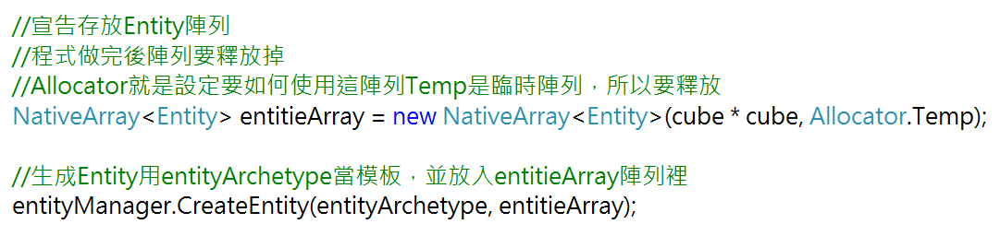 //宣告存放Entity陣列
//程式做完後陣列要釋放掉
//Allocator就是設定要如何使用這陣列Temp是臨時陣列，所以要釋放
NativeArray<Entity> entitieArray = new NativeArray<Entity>(cube * cube, Allocator.Temp);
//生成Entity用entityArchetype當模板，並放入entitieArray陣列裡
entityManager.CreateEntity(entityArchetype, entitieArray);